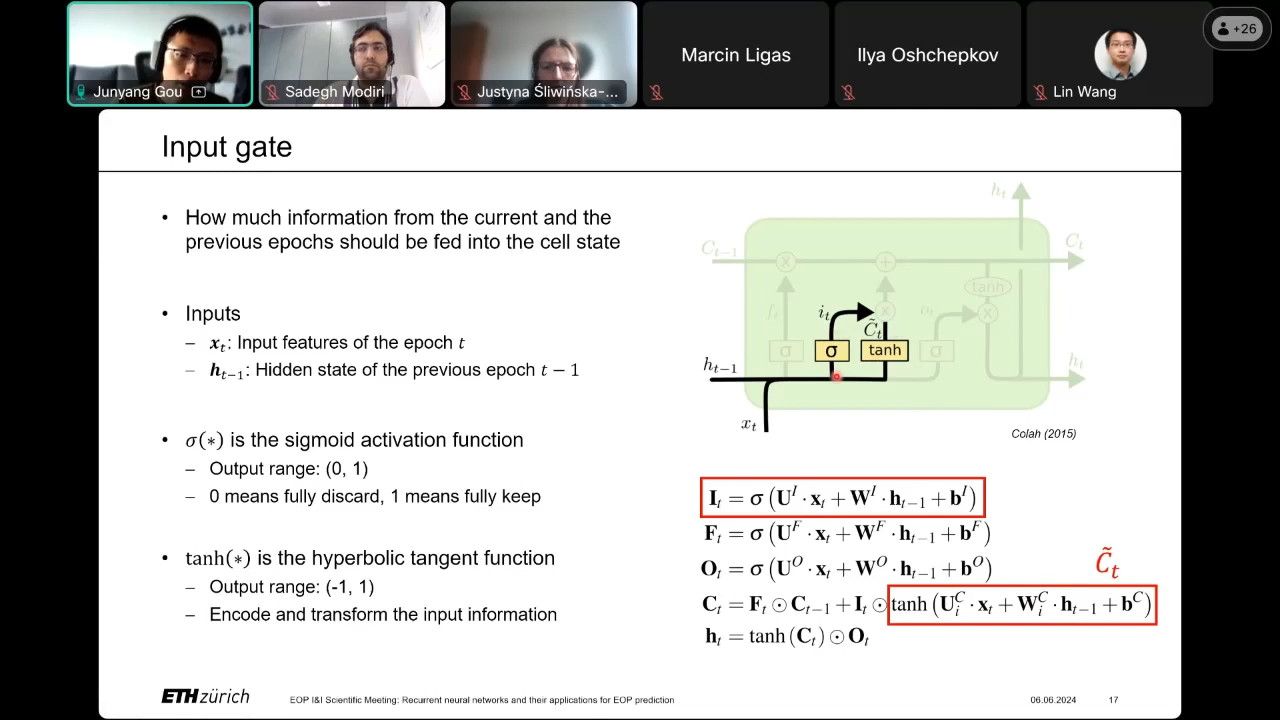 Junyang Gou
Sadegh Modiri
Justyna Śliwińska-...
Marcin Ligas
Ilya Oshchepkov
Lin Wang
+26
Input gate
• How much information from the current and the
previous epochs should be fed into the cell state
• Inputs
– xₜ: Input features of the epoch t
– hₜ₋₁: Hidden state of the previous epoch t − 1
• σ(∗) is the sigmoid activation function
– Output range: (0, 1)
– 0 means fully discard, 1 means fully keep
• tanh(∗) is the hyperbolic tangent function
– Output range: (-1, 1)
– Encode and transform the input information
hₜ
Cₜ₋₁
x
+
Cₜ
Tanh
fₜ
iₜ
x
oₜ
x
C̃ₜ
σ
σ
tanh
σ
hₜ₋₁
hₜ
xₜ
Colah (2015)
Iₜ = σ (Uᴵ · xₜ + Wᴵ · hₜ₋₁ + bᴵ)
Fₜ = σ (U^F · xₜ + W^F · hₜ₋₁ + b^F)
Oₜ = σ (U^O · xₜ + W^O · hₜ₋₁ + b^O)
C̃ₜ
Cₜ = Fₜ ⊙ Cₜ₋₁ + Iₜ ⊙ tanh (U_i^C · xₜ + W_i^C · hₜ₋₁ + b^C)
hₜ = tanh (Cₜ) ⊙ Oₜ
ETH zürich
EOP I&I Scientific Meeting: Recurrent neural networks and their applications for EOP prediction
06.06.2024
17